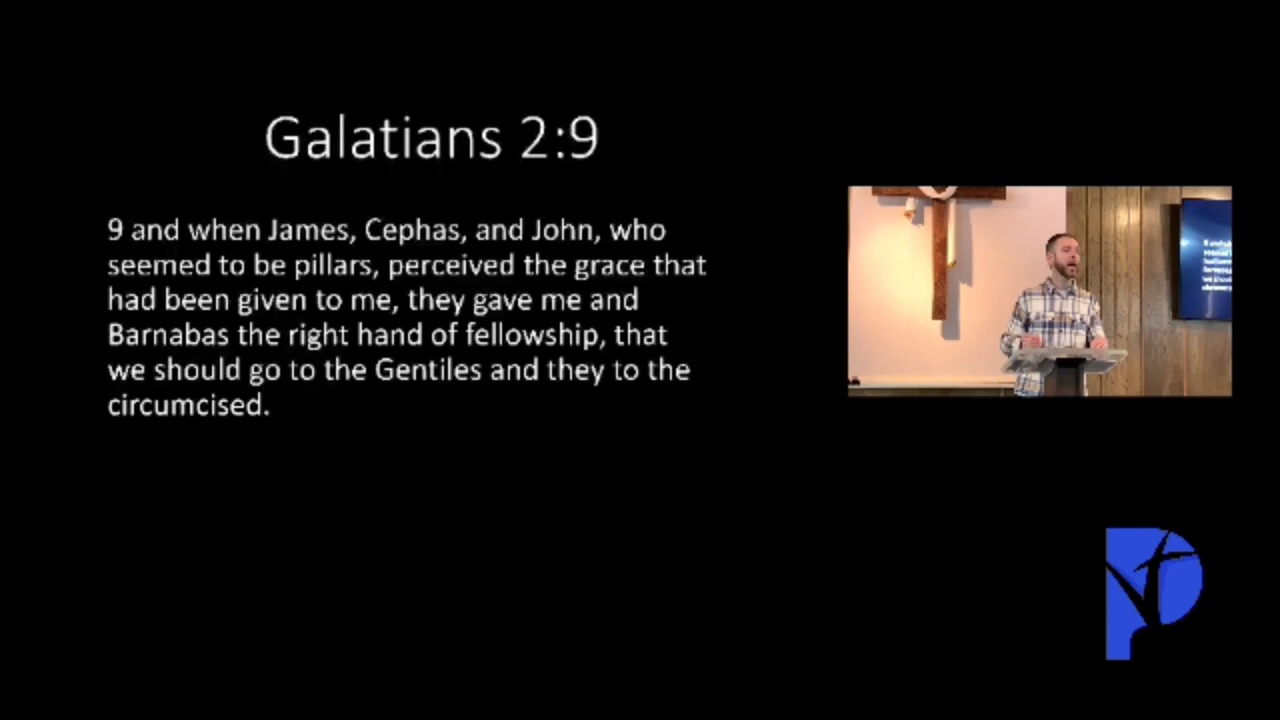 Galatians 2:9
9 and when James, Cephas, and John, who
seemed to be pillars, perceived the grace that
had been given to me, they gave me and
Barnabas the right hand of fellowship, that
we should go to the Gentiles and they to the
circumcised.